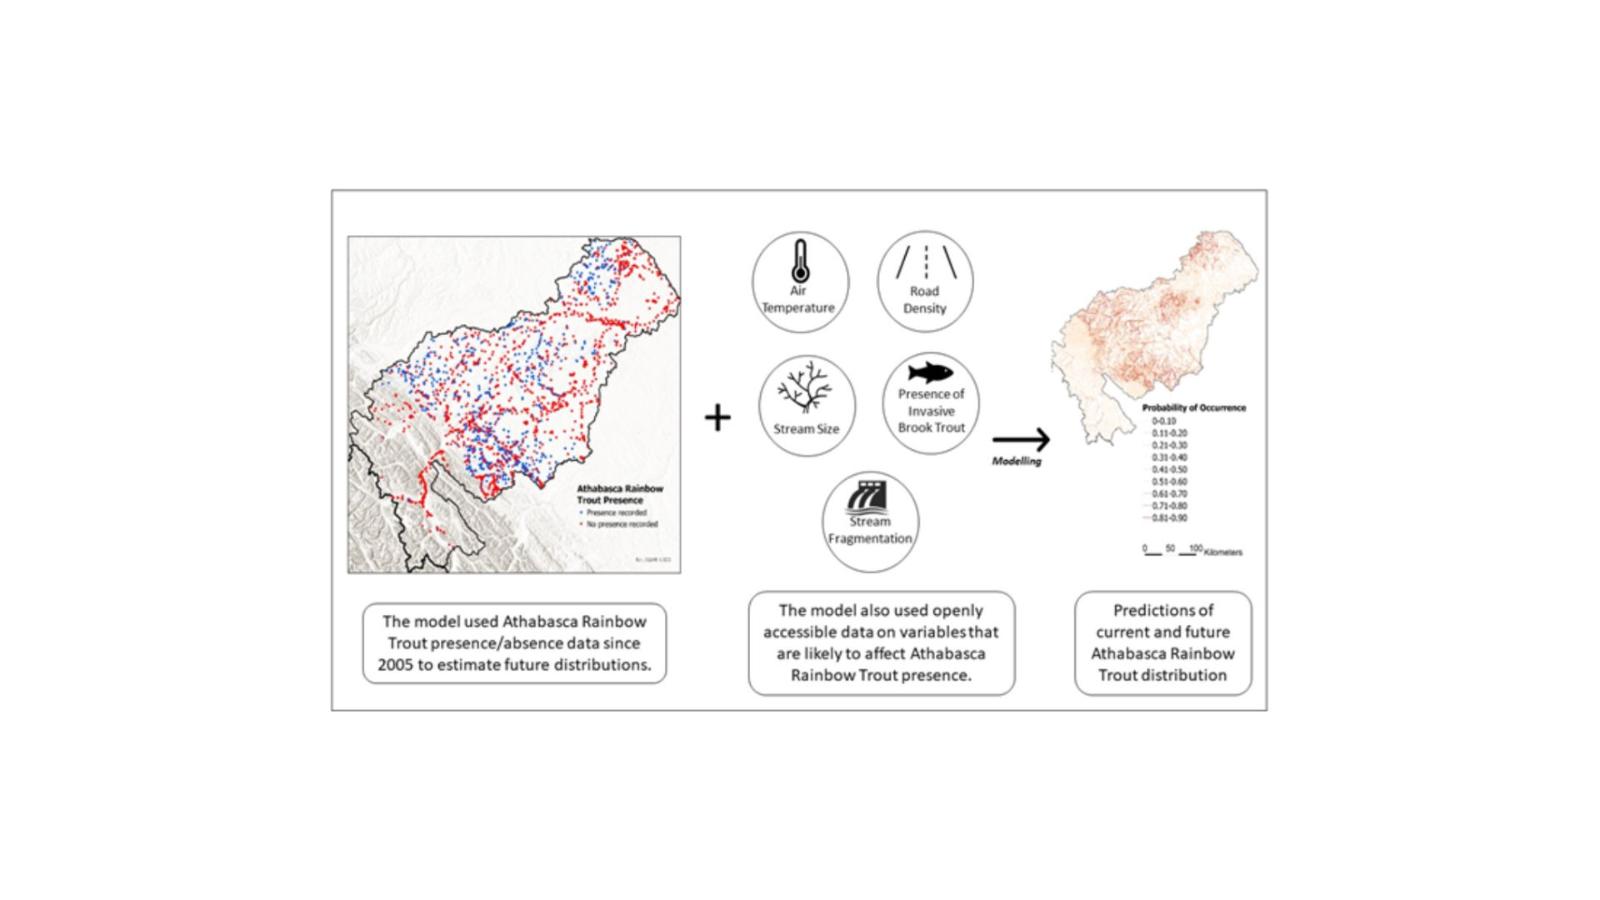 Athabasca Rainbow
Trout Presence
Presence recorded
No presence recorded
The model used Athabasca Rainbow
Trout presence/absence data since
2005 to estimate future distributions.
+
Air
Temperature
Road
Density
Stream Size
Presence of
Invasive
Brook Trout
Stream
Fragmentation
The model also used openly
accessible data on variables that
are likely to affect Athabasca
Rainbow Trout presence.
Modelling
Probability of Occurrence
0-0.10
0.11-0.20
0.21-0.30
0.31-0.40
0.41-0.50
0.51-0.60
0.61-0.70
0.71-0.80
0.81-0.90
0 50 100 Kilometers
Predictions of
current and future
Athabasca Rainbow
Trout distribution